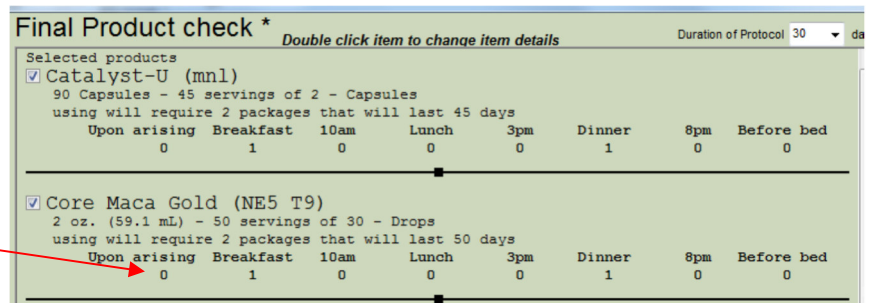 Final Product check * Double click item to change item details Duration of Protocol 30 da
Selected products
Catalyst-U (mnl)
90 Capsules - 45 servings of 2 - Capsules
using will require 2 packages that will last 45 days
Upon arising Breakfast 10am Lunch 3pm Dinner 8pm Before bed
0 1 0 0 0 1 0 0
Core Maca Gold (NE5 T9)
2 oz. (59.1 mL) - 50 servings of 30 - Drops
using will require 2 packages that will last 50 days
Upon arising Breakfast 10am Lunch 3pm Dinner 8pm Before bed
0 1 0 0 0 1 0 0